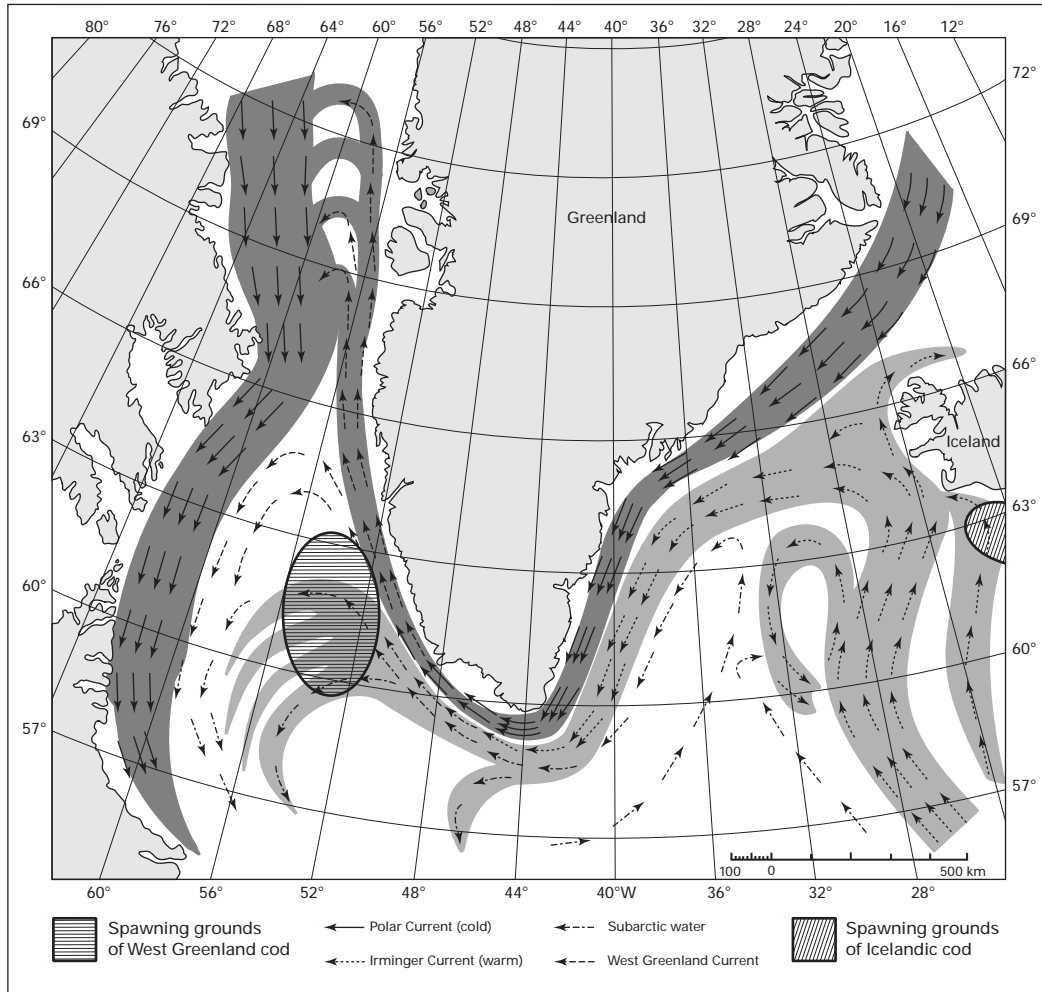 80° 76° 72° 68° 64° 60° 56° 52° 48° 44° 40° 36° 32° 28° 24° 20° 16° 12°
72°
69°
69°
Greenland
66°
66°
63°
Iceland
63°
60°
60°
57°
57°
100 0 500 km
60° 56° 52° 48° 44° 40°W 36° 32° 28°
Spawning grounds
of West Greenland cod
Polar Current (cold)
Irminger Current (warm)
Subarctic water
West Greenland Current
Spawning grounds
of Icelandic cod